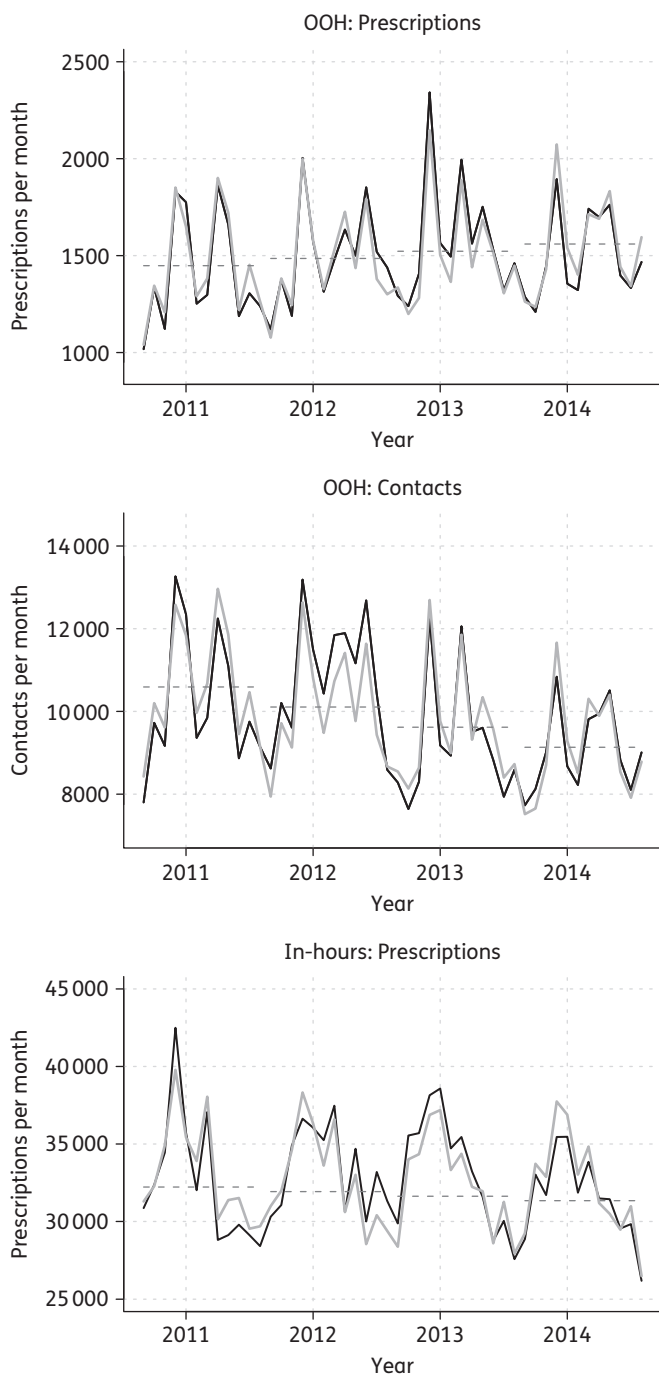 OOH: Prescriptions
Prescriptions per month
2500
2000
1500
1000
2011 2012 2013 2014
Year
OOH: Contacts
Contacts per month
14 000
12 000
10 000
8000
2011 2012 2013 2014
Year
In-hours: Prescriptions
Prescriptions per month
45 000
40 000
35 000
30 000
25 000
2011 2012 2013 2014
Year